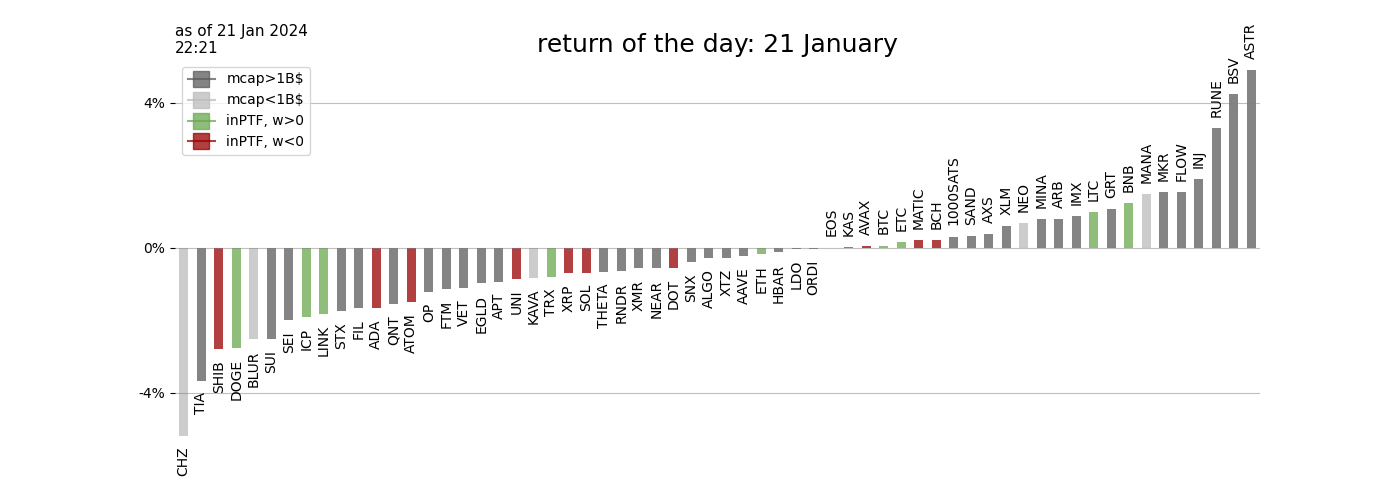 as of 21 Jan 2024
22:21
return of the day: 21 January
mcap>1B$
mcap<1B$
inPTF, w>0
inPTF, w<0
4%
0%
-4%
CHZ
TIA
SHIB
DOGE
BLUR
SUI
SEI
ICP
LINK
STX
FIL
ADA
QNT
ATOM
OP
FTM
VET
EGLD
APT
UNI
KAVA
TRX
XRP
SOL
THETA
RNDR
XMR
NEAR
DOT
SNX
ALGO
XTZ
AAVE
ETH
HBAR
LDO
ORDI
EOS
KAS
AVAX
BTC
ETC
MATIC
BCH
1000SATS
SAND
AXS
XLM
NEO
MINA
ARB
IMX
LTC
GRT
BNB
MANA
MKR
FLOW
INJ
RUNE
BSV
ASTR